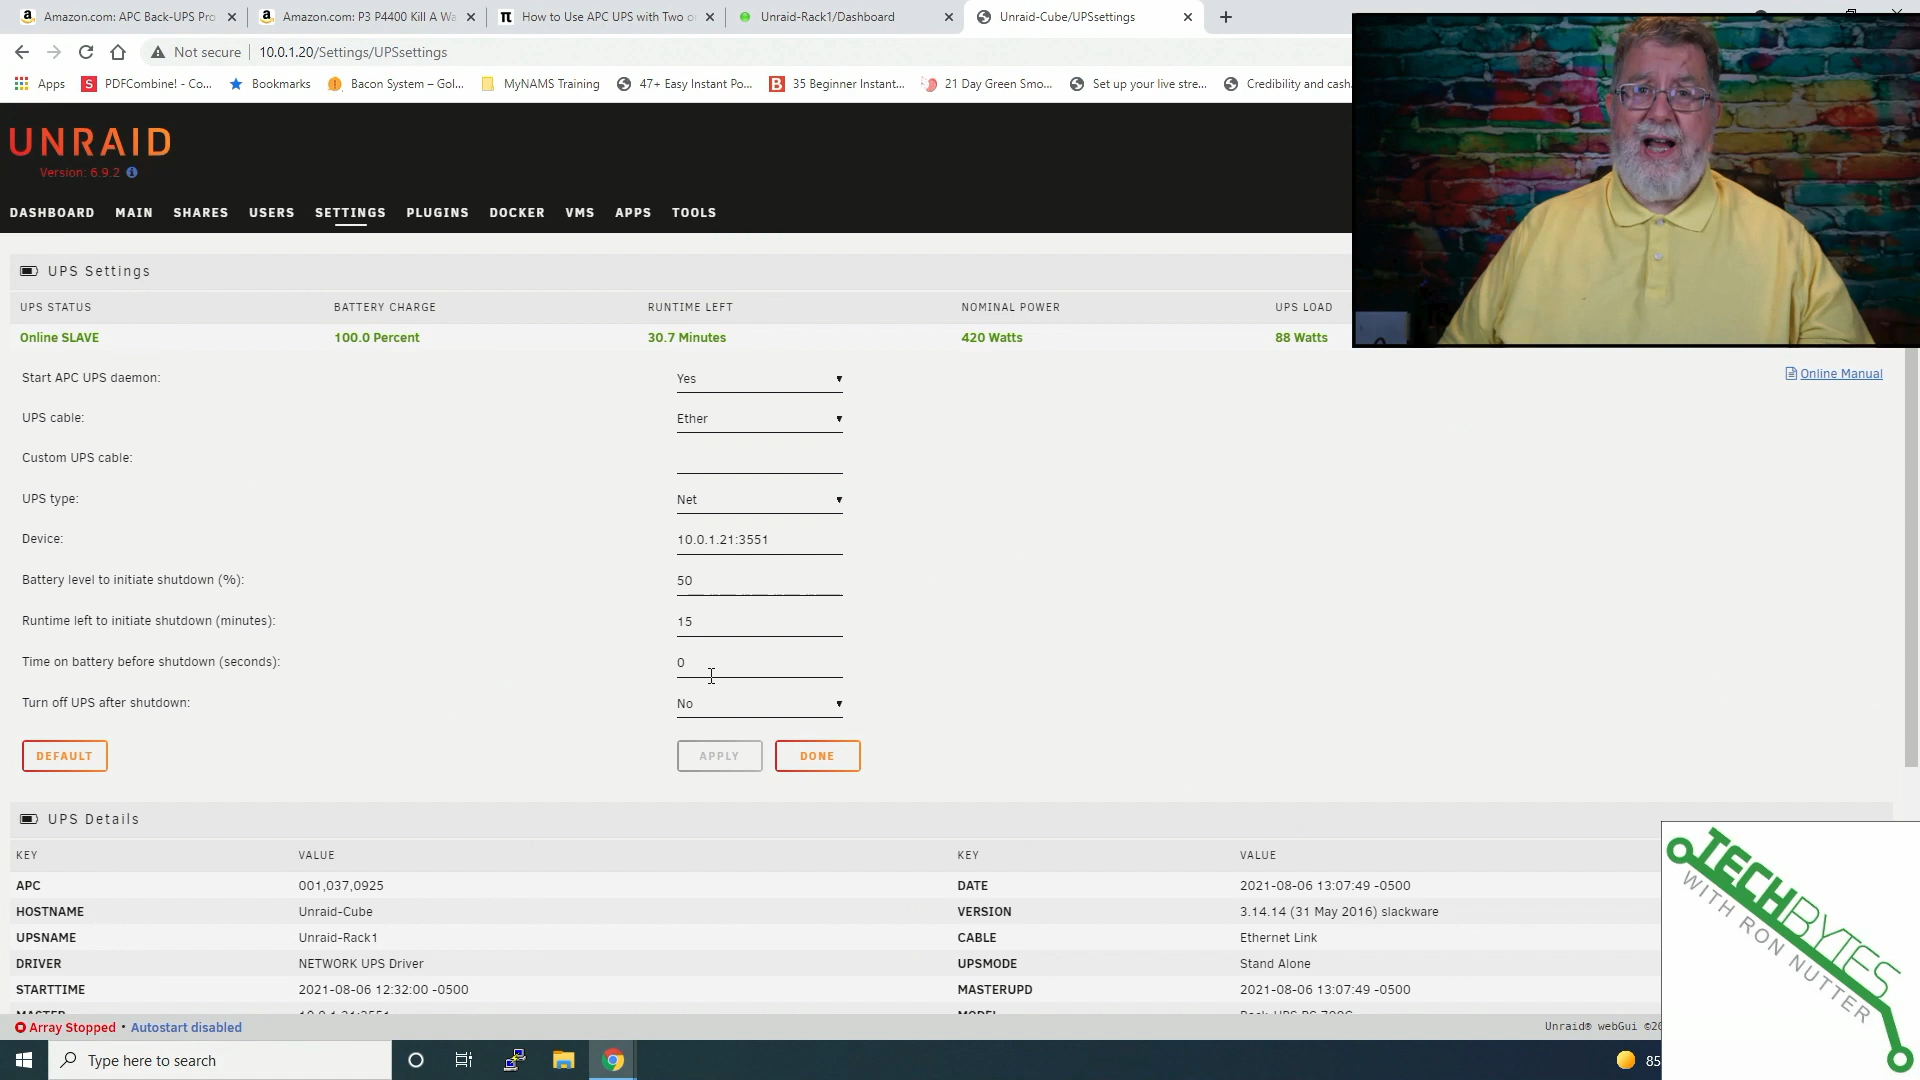 Amazon.com: APC Back-UPS Pro
Amazon.com: P3 P4400 Kill A Wa
How to Use APC UPS with Two o
Unraid-Rack1/Dashboard
Unraid-Cube/UPSsettings
Not secure
10.0.1.20/Settings/UPSsettings
Apps
PDFCombine! - Co...
Bookmarks
Bacon System – Gol...
MyNAMS Training
47+ Easy Instant Po...
35 Beginner Instant...
21 Day Green Smo...
Set up your live stre...
Credibility and cash
UNRAID
Version: 6.9.2
DASHBOARD MAIN SHARES USERS SETTINGS PLUGINS DOCKER VMS APPS TOOLS
UPS Settings
UPS STATUS BATTERY CHARGE RUNTIME LEFT NOMINAL POWER UPS LOAD
Online SLAVE 100.0 Percent 30.7 Minutes 420 Watts 88 Watts
Online Manual
Start APC UPS daemon: Yes
UPS cable: Ether
Custom UPS cable:
UPS type: Net
Device: 10.0.1.21:3551
Battery level to initiate shutdown (%): 50
Runtime left to initiate shutdown (minutes): 15
Time on battery before shutdown (seconds): 0
Turn off UPS after shutdown: No
DEFAULT APPLY DONE
UPS Details
KEY VALUE KEY VALUE
APC 001,037,0925 DATE 2021-08-06 13:07:49 -0500
HOSTNAME Unraid-Cube VERSION 3.14.14 (31 May 2016) slackware
UPSNAME Unraid-Rack1 CABLE Ethernet Link
DRIVER NETWORK UPS Driver UPSMODE Stand Alone
STARTTIME 2021-08-06 12:32:00 -0500 MASTERUPD 2021-08-06 13:07:49 -0500
Array Stopped • Autostart disabled
Unraid® webGui ©20
Type here to search
85
TECHBYTES
WITH RON NUTTER